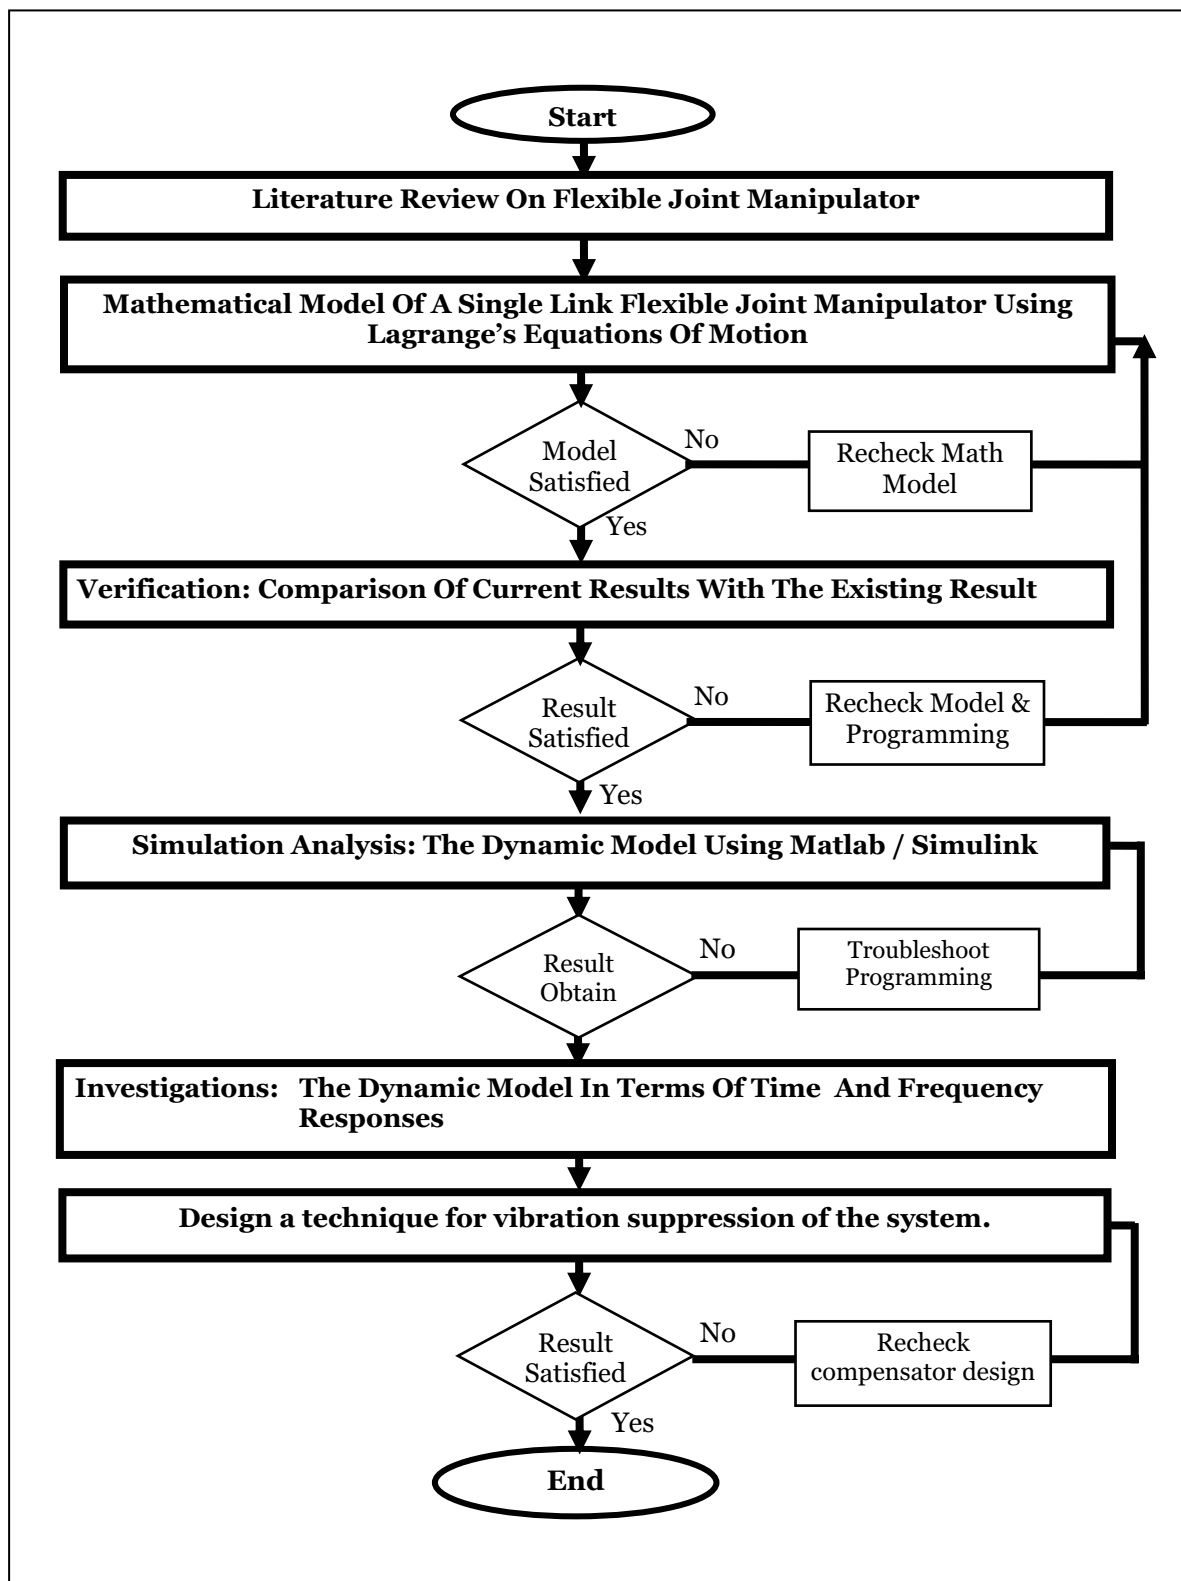 Start
Literature Review On Flexible Joint Manipulator
Mathematical Model Of A Single Link Flexible Joint Manipulator Using
Lagrange’s Equations Of Motion
Model
Satisfied
No
Recheck Math
Model
Yes
Verification: Comparison Of Current Results With The Existing Result
Result
Satisfied
No
Recheck Model &
Programming
Yes
Simulation Analysis: The Dynamic Model Using Matlab / Simulink
Result
Obtain
No
Troubleshoot
Programming
Investigations: The Dynamic Model In Terms Of Time And Frequency
Responses
Design a technique for vibration suppression of the system.
Result
Satisfied
No
Recheck
compensator design
Yes
End